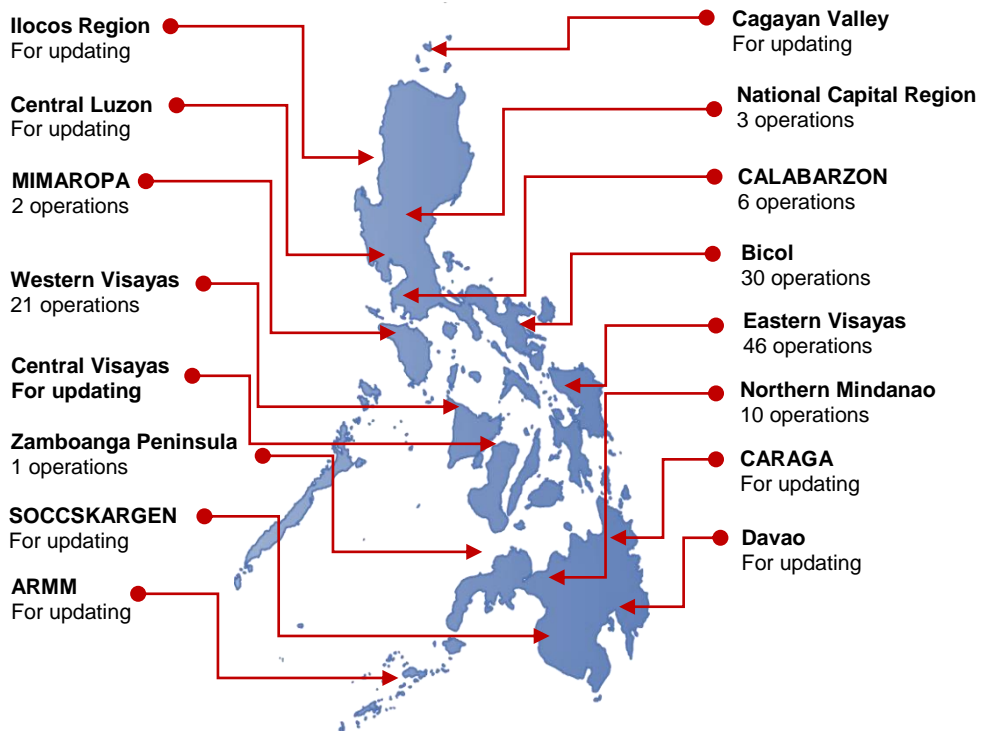 Ilocos Region
For updating
Central Luzon
For updating
MIMAROPA
2 operations
Western Visayas
21 operations
Central Visayas
For updating
Zamboanga Peninsula
1 operations
SOCCSKARGEN
For updating
ARMM
For updating
Cagayan Valley
For updating
National Capital Region
3 operations
CALABARZON
6 operations
Bicol
30 operations
Eastern Visayas
46 operations
Northern Mindanao
10 operations
CARAGA
For updating
Davao
For updating